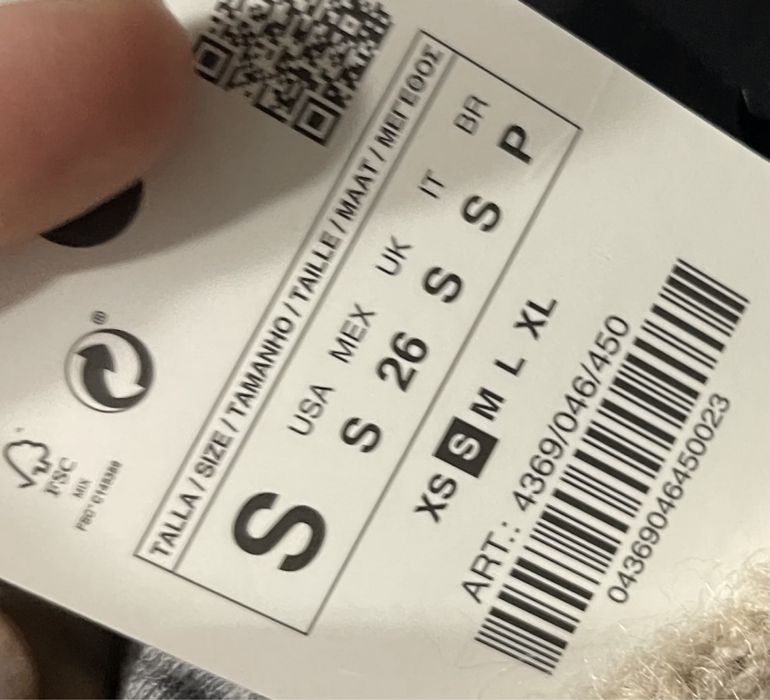 FSC
MIX
TALLA / SIZE / TAMANHO / TAILLE / MAAT / ΜΕΓΕΘΟΣ
USA MEX UK IT BR
S S 26 S S P
XS S M L XL
ART.: 4369/046/450
04369046450023